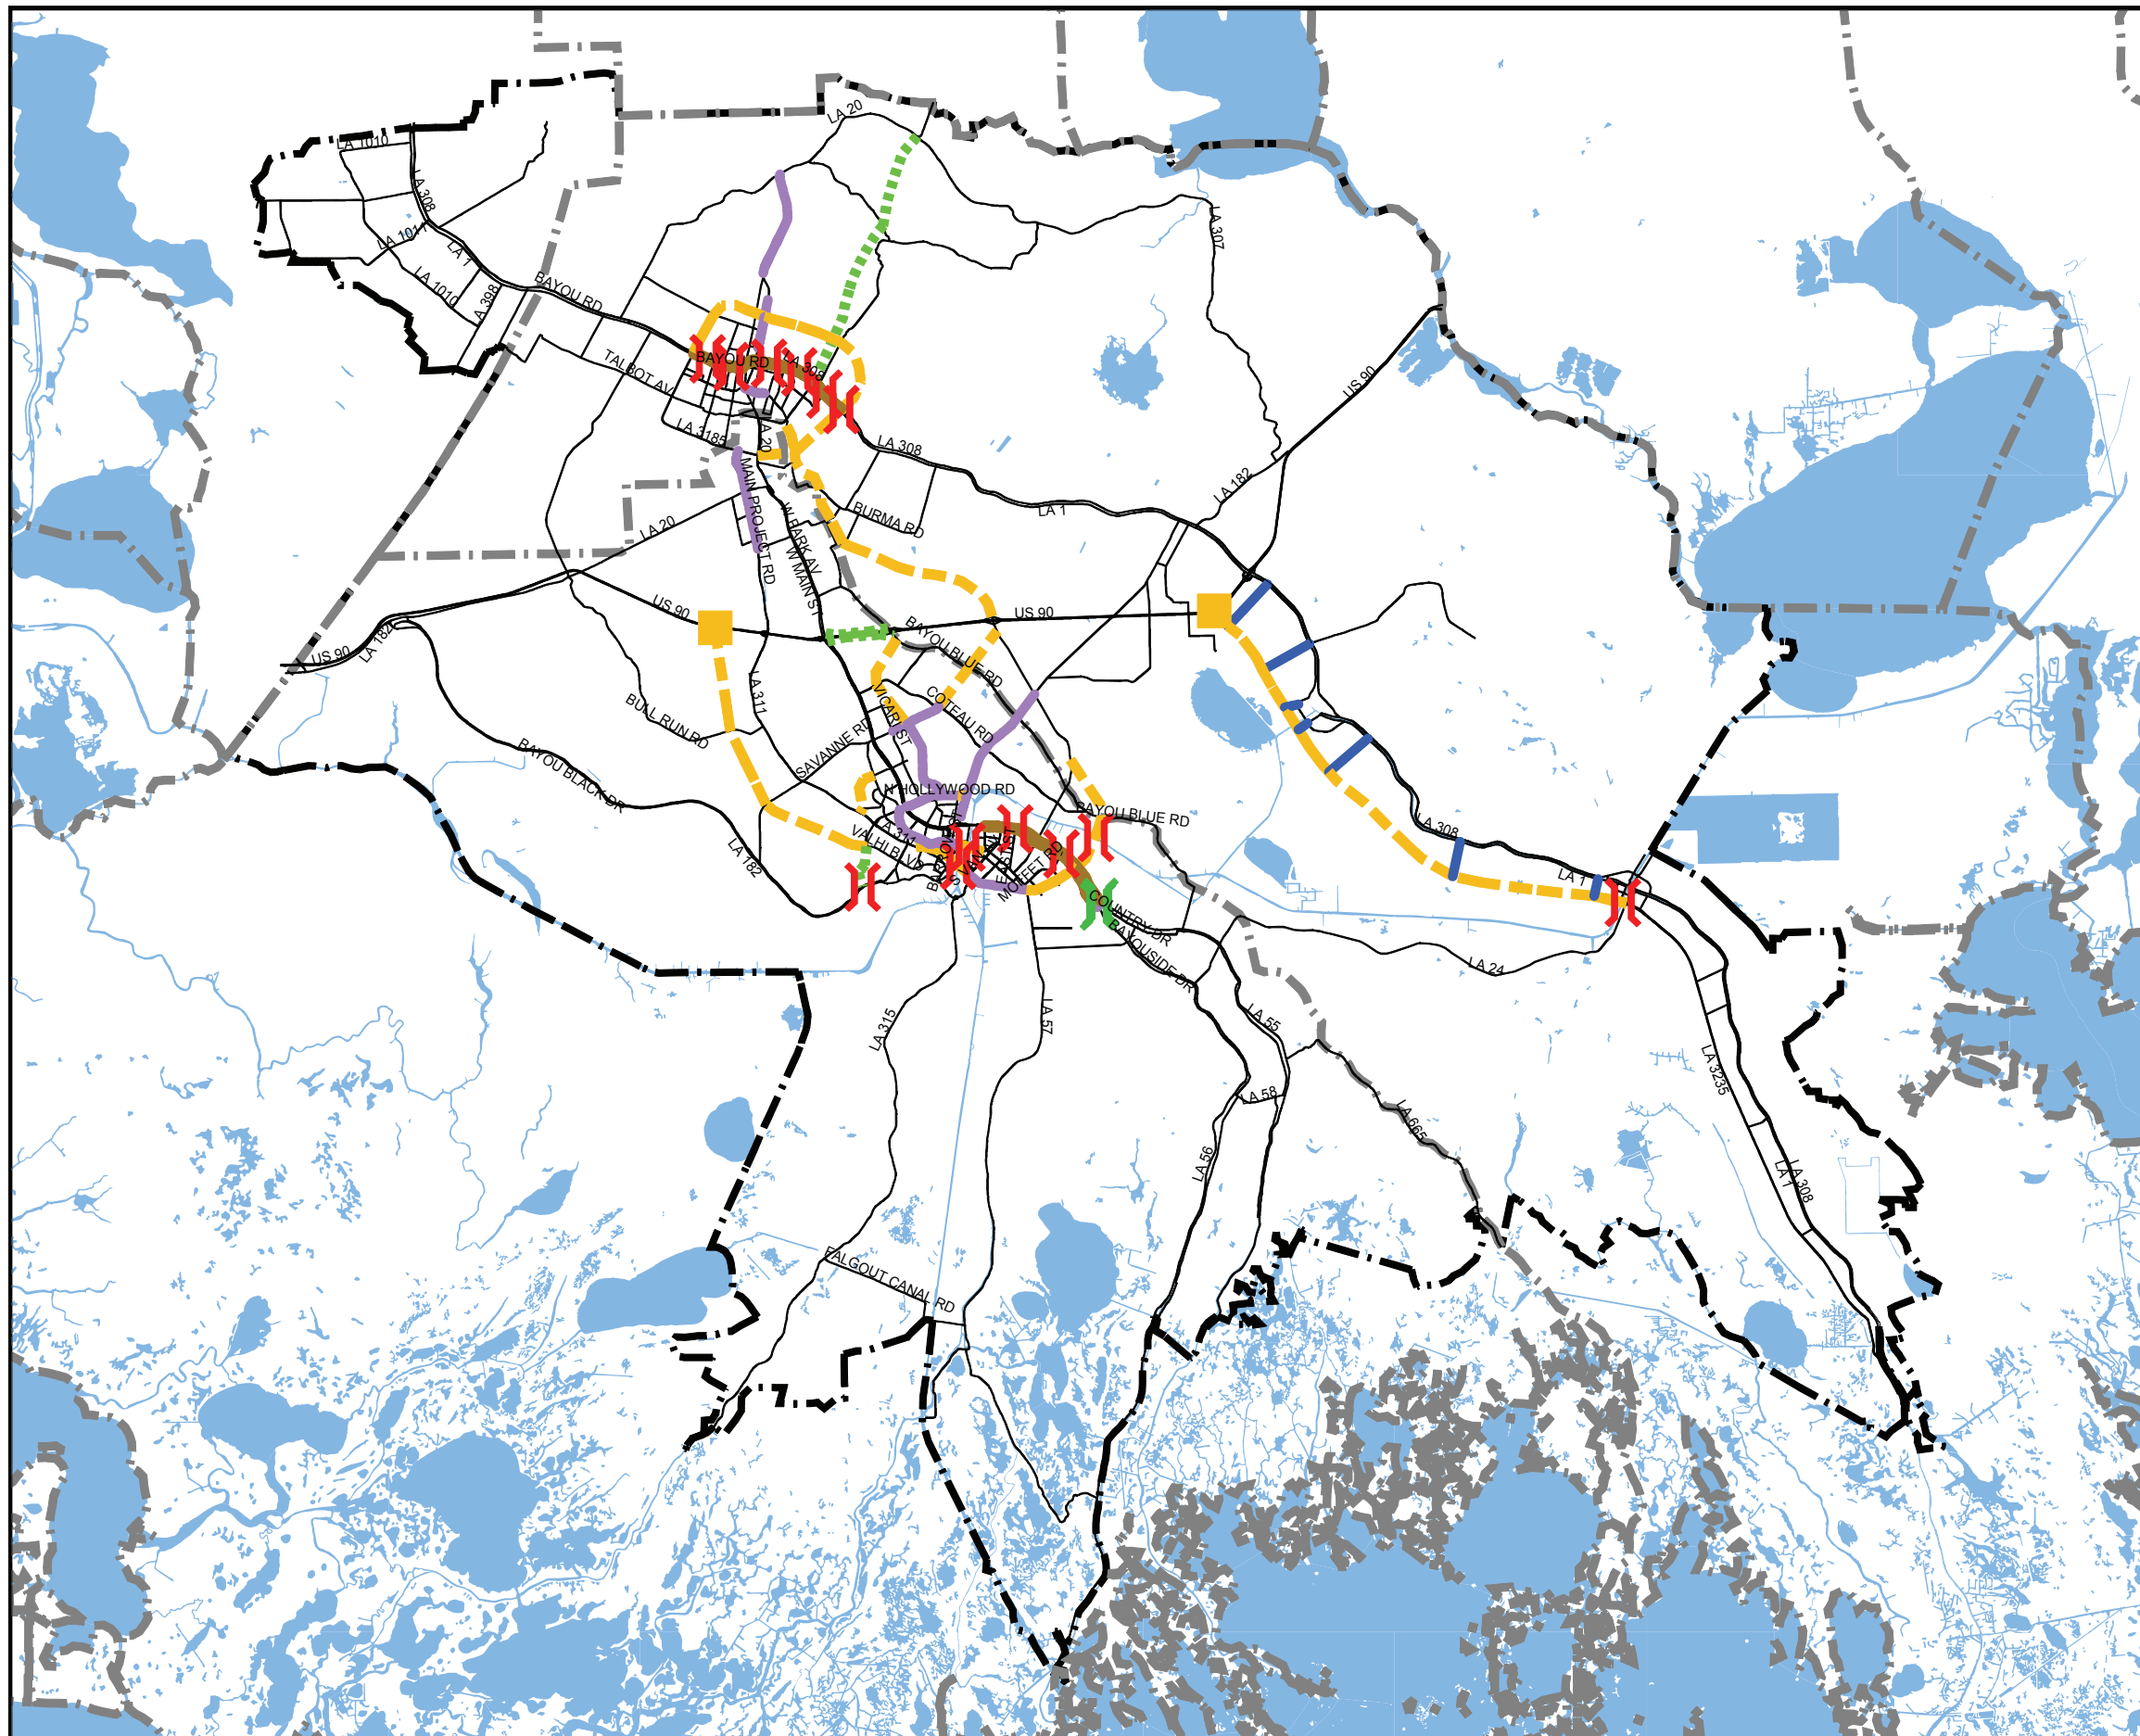 LA 20
LA 1010
LA 308
LA 307
LA 1011
LA 1
LA 1010
BAYOU RD
BAYOU RD
LA 308
TALBOT AV
US 90
LA 3185
LA 308
MAIN PROJECT RD
LA 182
LA 1
LA 20
W PARK AV
BURMA RD
W MAIN ST
US 90
US 90
BAYOU BLUE RD
LA 182
US 90
LA 311
VICARI ST
COTEAU RD
BULL RUN RD
SAVANNE RD
BAYOU BLACK DR
N HOLLYWOOD RD
BAYOU BLUE RD
LA 308
VALHI BLVD
LA 182
LA 1
COUNTRY DR
BAYOUSIDE DR
LA 24
LA 315
LA 57
LA 55
LA 3235
LA 58
LA 665
LA 56
LA 1
LA 308
FALGOUT CANAL RD